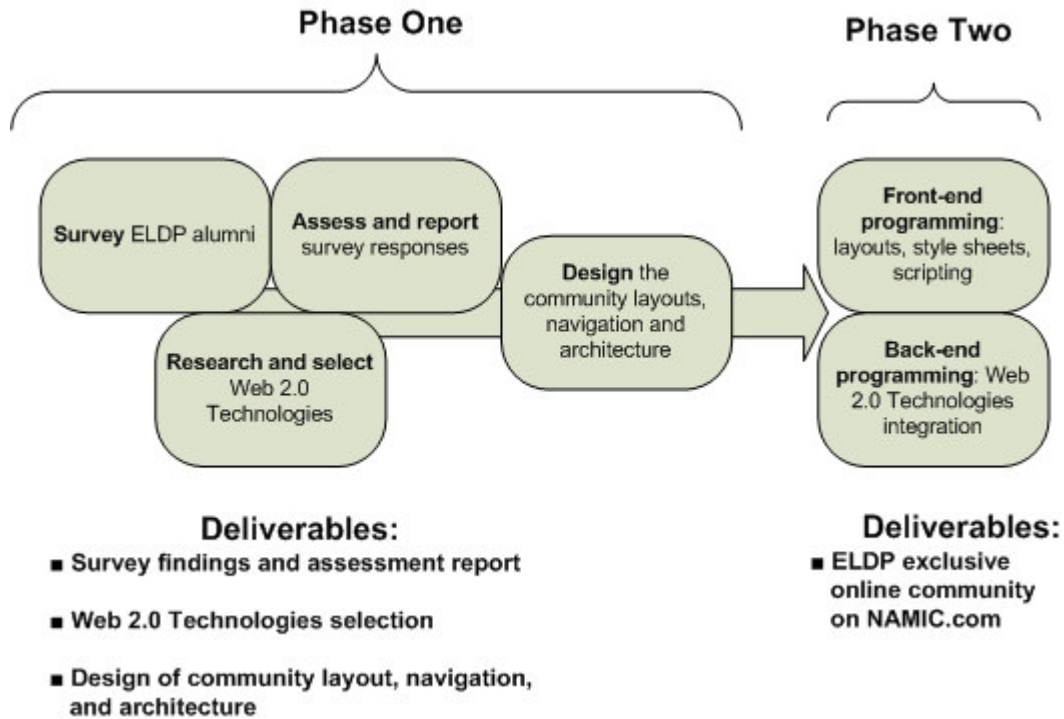 Phase One
Phase Two
Survey ELDP alumni
Assess and report
survey responses
Research and select
Web 2.0
Technologies
Design the
community layouts,
navigation and
architecture
Front-end
programming:
layouts, style sheets,
scripting
Back-end
programming: Web
2.0 Technologies
integration
Deliverables:
■ Survey findings and assessment report
■ Web 2.0 Technologies selection
■ Design of community layout, navigation,
and architecture
Deliverables:
■ ELDP exclusive
online community
on NAMIC.com